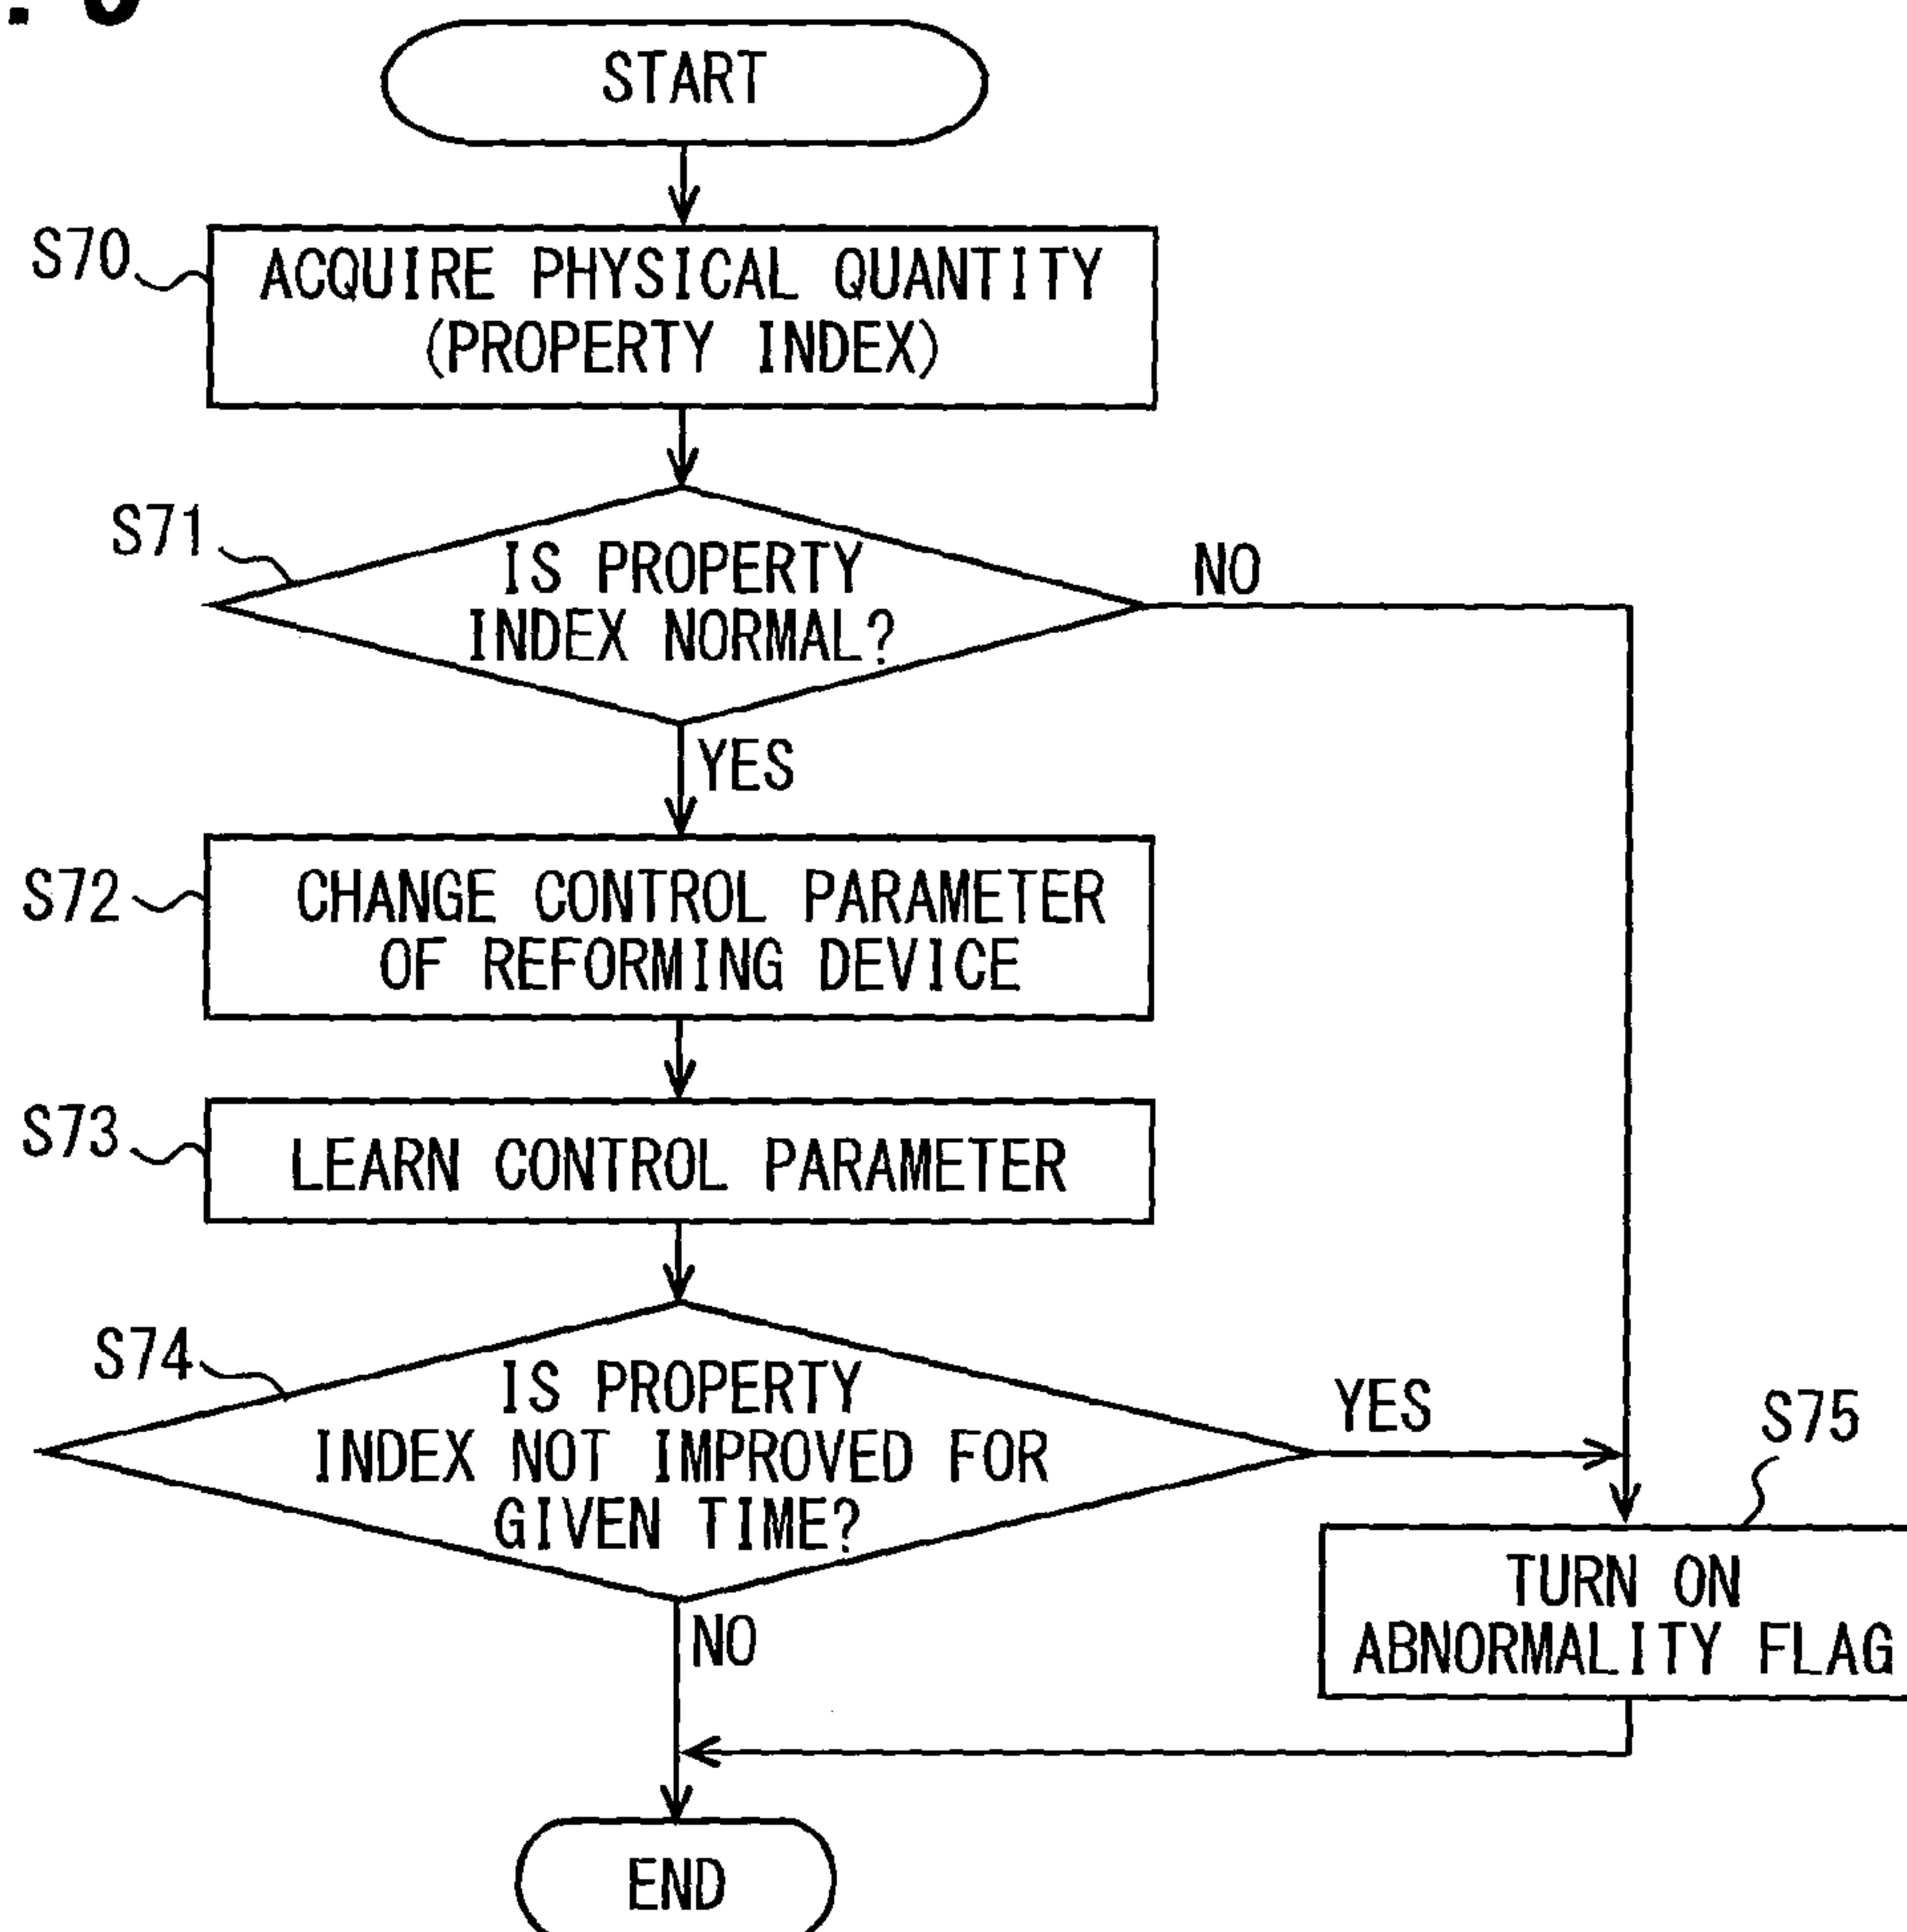 START
S70
ACQUIRE PHYSICAL QUANTITY
(PROPERTY INDEX)
S71
IS PROPERTY
INDEX NORMAL?
NO
YES
S72
CHANGE CONTROL PARAMETER
OF REFORMING DEVICE
S73
LEARN CONTROL PARAMETER
S74
IS PROPERTY
INDEX NOT IMPROVED FOR
GIVEN TIME?
YES
S75
TURN ON
ABNORMALITY FLAG
NO
END